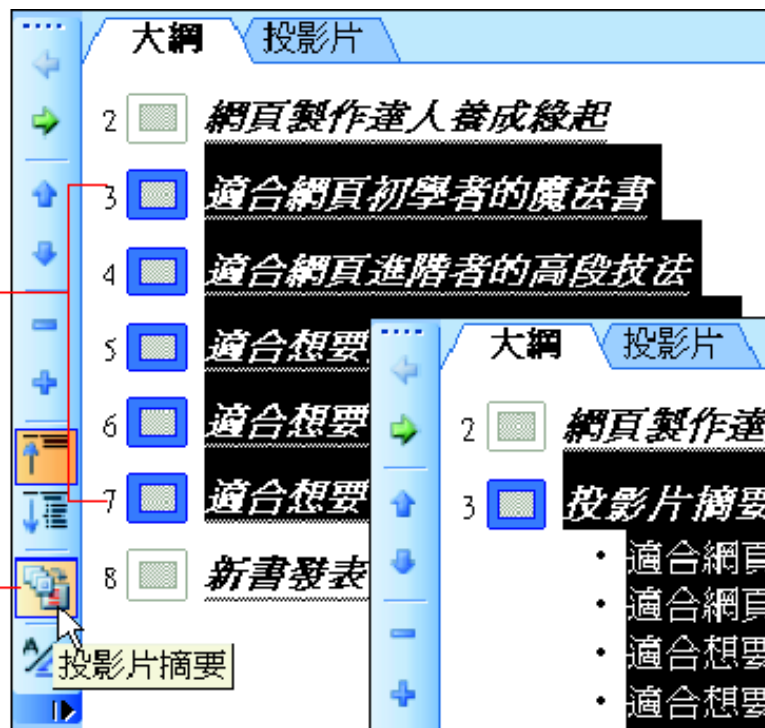 大綱 投影片
2 網頁製作達人養成緣起
3 適合網頁初學者的魔法書
4 適合網頁進階者的高段技法
5 適合想要
6 適合想要
7 適合想要
8 新書發表
投影片摘要
大綱 投影片
2 網頁製作達
3 投影片摘要
• 適合網頁
• 適合網頁
• 適合想要
• 適合想要